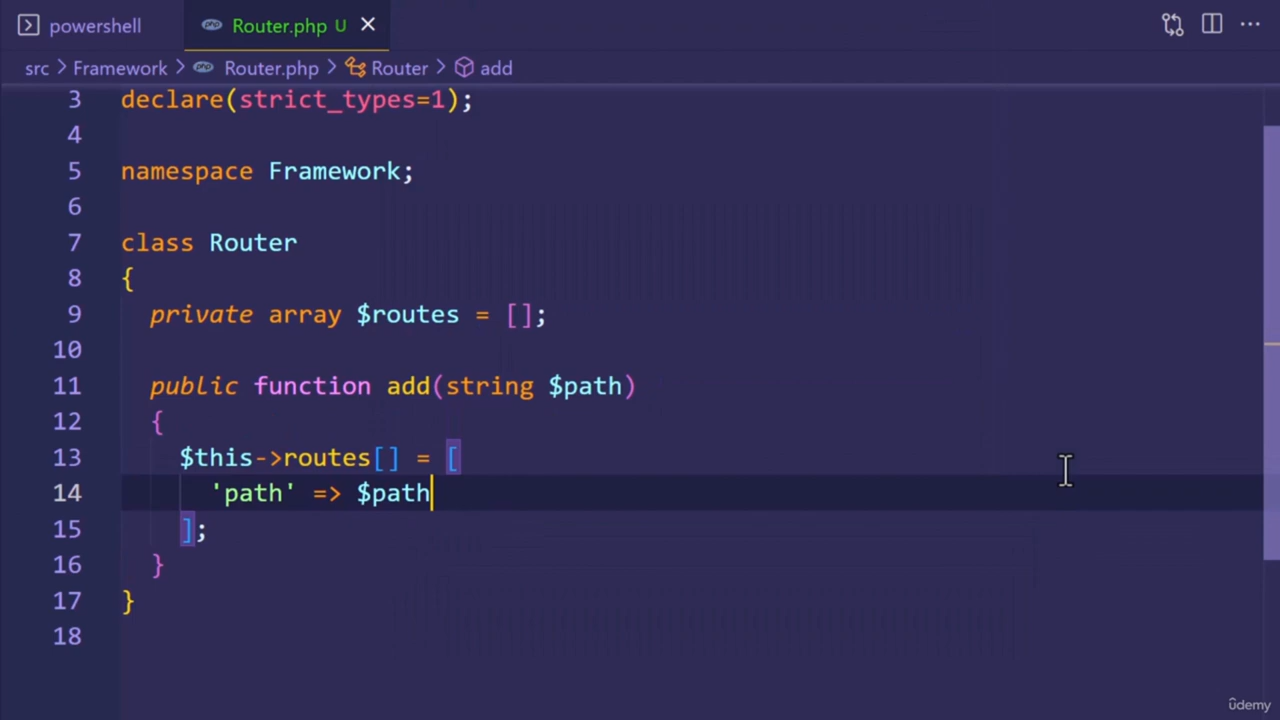 powershell Router.php U
src > Framework > Router.php > Router > add
3 declare(strict_types=1);
4
5 namespace Framework;
6
7 class Router
8 {
9 private array $routes = [];
10
11 public function add(string $path)
12 {
13 $this->routes[] = [
14 'path' => $path
15 ];
16 }
17 }
18
ûdemy